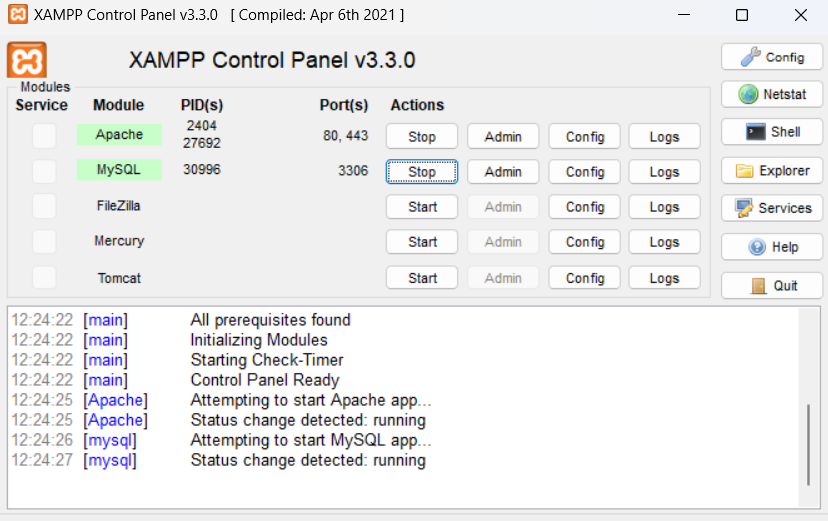 XAMPP Control Panel v3.3.0 [ Compiled: Apr 6th 2021 ]
XAMPP Control Panel v3.3.0
Config
Modules
Service Module PID(s) Port(s) Actions
Netstat
Apache 2404 27692 80, 443 Stop Admin Config Logs
Shell
MySQL 30996 3306 Stop Admin Config Logs
Explorer
FileZilla Start Admin Config Logs
Services
Mercury Start Admin Config Logs
Help
Tomcat Start Admin Config Logs
Quit
12:24:22 [main] All prerequisites found
12:24:22 [main] Initializing Modules
12:24:22 [main] Starting Check-Timer
12:24:22 [main] Control Panel Ready
12:24:25 [Apache] Attempting to start Apache app...
12:24:25 [Apache] Status change detected: running
12:24:26 [mysql] Attempting to start MySQL app...
12:24:27 [mysql] Status change detected: running